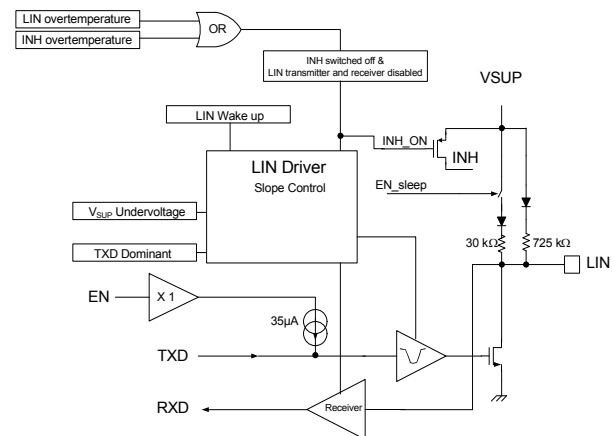 LIN overtemperature
INH overtemperature
OR
INH switched off &
LIN transmitter and receiver disabled
VSUP
LIN Wake up
INH_ON
INH
LIN Driver
Slope Control
EN_sleep
VSUP Undervoltage
TXD Dominant
30 kΩ
725 kΩ
LIN
EN
X 1
35µA
TXD
RXD
Receiver